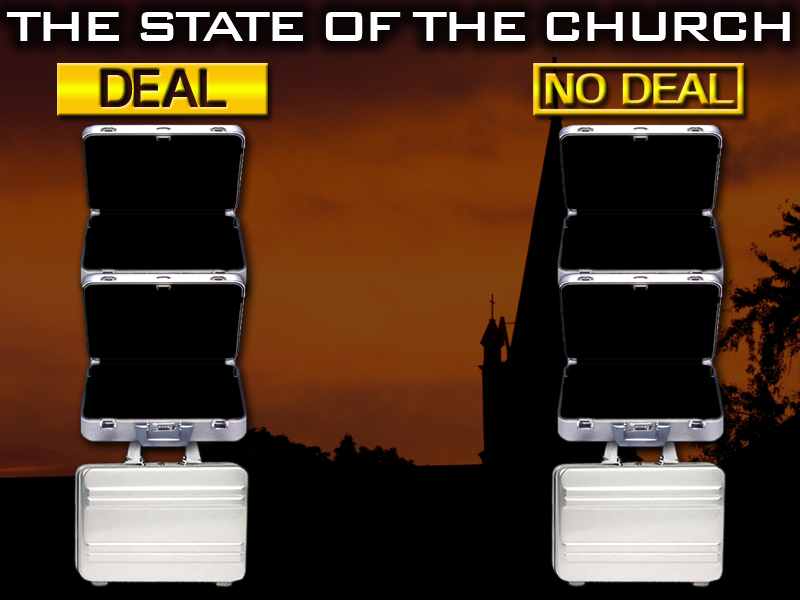 THE STATE OF THE CHURCH
DEAL
NO DEAL